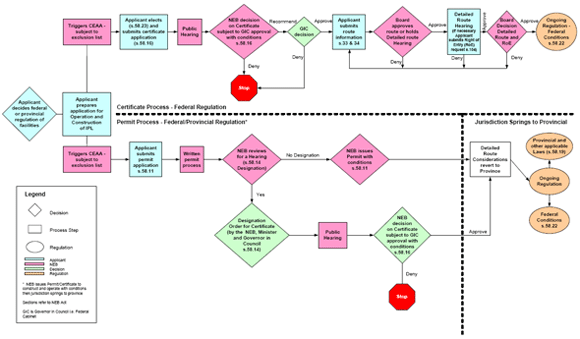 Triggers CEAA -
subject to
exclusion list
Applicant elects
(s.58.23) and
submits certificate
application
(s.58.16)
Public
Hearing
NEB decision
on Certificate
subject to GIC
approval with
conditions
s.58.16
Recommend
Deny
GIC
decision
Deny
Stop
Approve
Applicant
submits
route
information
s.33 & 34
Board
approves
route or holds
Detailed route
Hearing
Deny
Approve
Detailed
Route
Hearing
(if necessary
Applicant
submits Right of
Entry (RoE)
request s.104)
Board
Decision
Detailed
Route and
RoE
Deny
Approve
Ongoing
Regulation -
Federal
Conditions
s.58.22
Applicant
decides federal
or provincial
regulation of
facilities
Applicant
prepares
application for
Operation and
Construction
of IPL
Certificate Process - Federal Regulation
Permit Process - Federal/Provincial Regulation*
Jurisdiction Springs to Provincial
Triggers CEAA -
subject to
exclusion list
Applicant
submits
permit
application
s.58.11
Written
permit
process
NEB reviews
for a Hearing
(s.58.14
Designation)
No Designation
Yes
NEB issues
Permit with
conditions
s.58.11
Detailed
Route
Considerations
revert to
Province
Provincial and
other applicable
Laws (s.58.19)
Ongoing
Regulation
Federal
Conditions
s.58.22
Designation
Order for Certificate
(by the NEB, Minister
and Governor in
Council
s.58.14)
Public
Hearing
NEB
decision
on Certificate
subject to GIC
approval with
conditions
s.58.16
Approve
Deny
Stop
Legend
Decision
Process Step
Regulation
Applicant
NEB
Decision
Regulation
* NEB issues Permit/Certificate to
construct and operate with conditions
then jurisdiction springs to province.
Sections refer to NEB Act
GIC is Governor in Council i.e. Federal
Cabinet